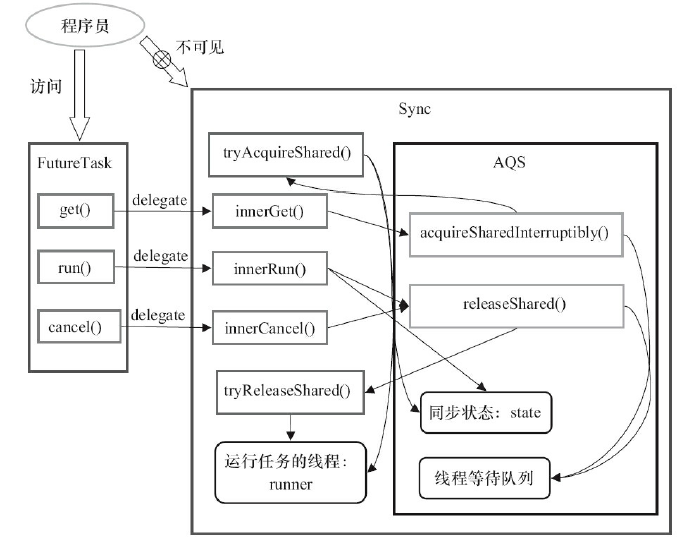 程序员
不可见
访问
Sync
tryAcquireShared()
AQS
FutureTask
get()
delegate
innerGet()
acquireSharedInterruptibly()
run()
delegate
innerRun()
releaseShared()
cancel()
delegate
innerCancel()
tryReleaseShared()
同步状态：state
运行任务的线程：
runner
线程等待队列